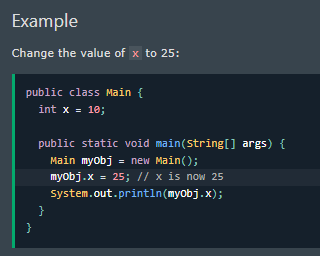 Example
Change the value of x to 25:
public class Main {
  int x = 10;

  public static void main(String[] args) {
    Main myObj = new Main();
    myObj.x = 25; // x is now 25
    System.out.println(myObj.x);
  }
}